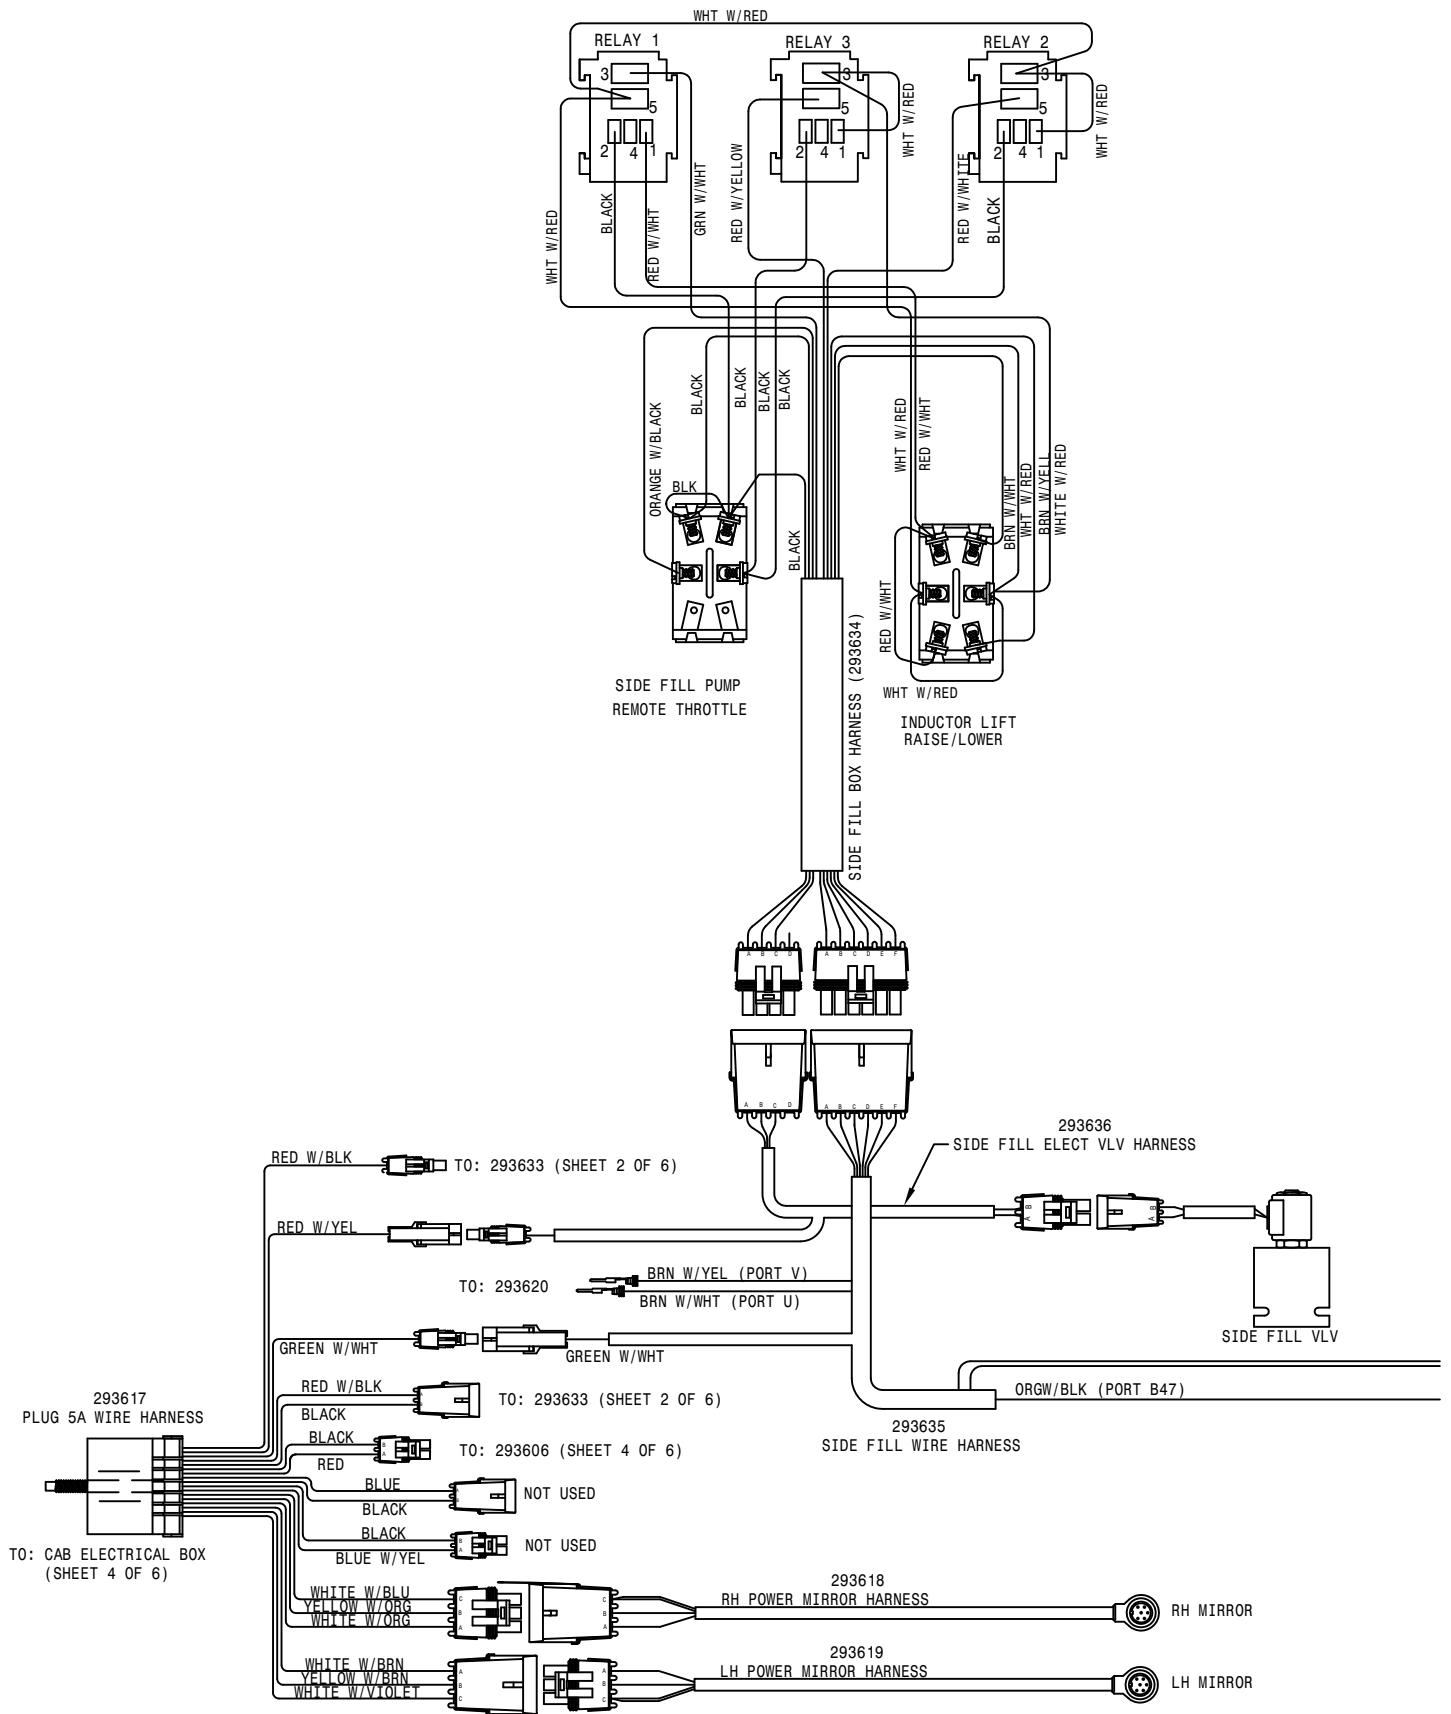 WHT W/RED
RELAY 1
RELAY 3
RELAY 2
3
5
2
4
1
3
5
2
4
1
3
5
2
4
1
WHT W/RED
WHT W/RED
WHT W/RED
BLACK
RED W/WHT
GRN W/WHT
RED W/YELLOW
RED W/WHITE
BLACK
ORANGE W/BLACK
BLACK
BLACK
BLACK
BLACK
WHT W/RED
RED W/WHT
BRN W/WHT
WHT W/RED
BRN W/YELL
WHITE W/RED
BLK
BLACK
RED W/WHT
WHT W/RED
SIDE FILL PUMP
REMOTE THROTTLE
INDUCTOR LIFT
RAISE/LOWER
SIDE FILL BOX HARNESS (293634)
A B C D
A B C D E F
A B C D
A B C D E F
293636
SIDE FILL ELECT VLV HARNESS
RED W/BLK
TO: 293633 (SHEET 2 OF 6)
RED W/YEL
A B
A B
TO: 293620
BRN W/YEL (PORT V)
BRN W/WHT (PORT U)
SIDE FILL VLV
GREEN W/WHT
GREEN W/WHT
ORGW/BLK (PORT B47)
293635
SIDE FILL WIRE HARNESS
293617
PLUG 5A WIRE HARNESS
RED W/BLK
BLACK
TO: 293633 (SHEET 2 OF 6)
BLACK
RED
B
A
TO: 293606 (SHEET 4 OF 6)
BLUE
BLACK
NOT USED
BLACK
BLUE W/YEL
B
A
NOT USED
TO: CAB ELECTRICAL BOX
(SHEET 4 OF 6)
WHITE W/BLU
YELLOW W/ORG
WHITE W/ORG
C
B
A
C
B
A
293618
RH POWER MIRROR HARNESS
RH MIRROR
WHITE W/BRN
YELLOW W/BRN
WHITE W/VIOLET
A
B
C
A
B
C
293619
LH POWER MIRROR HARNESS
LH MIRROR